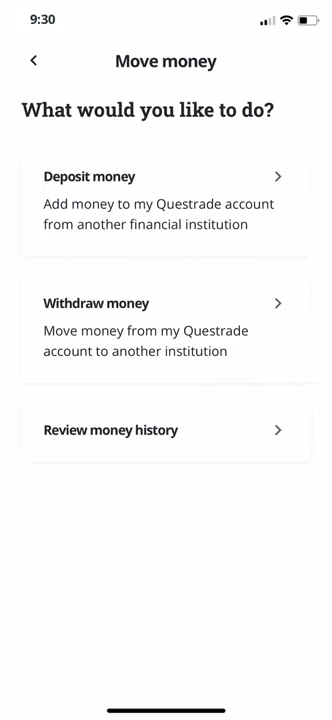 9:30
Move money
What would you like to do?
Deposit money
Add money to my Questrade account
from another financial institution
Withdraw money
Move money from my Questrade
account to another institution
Review money history